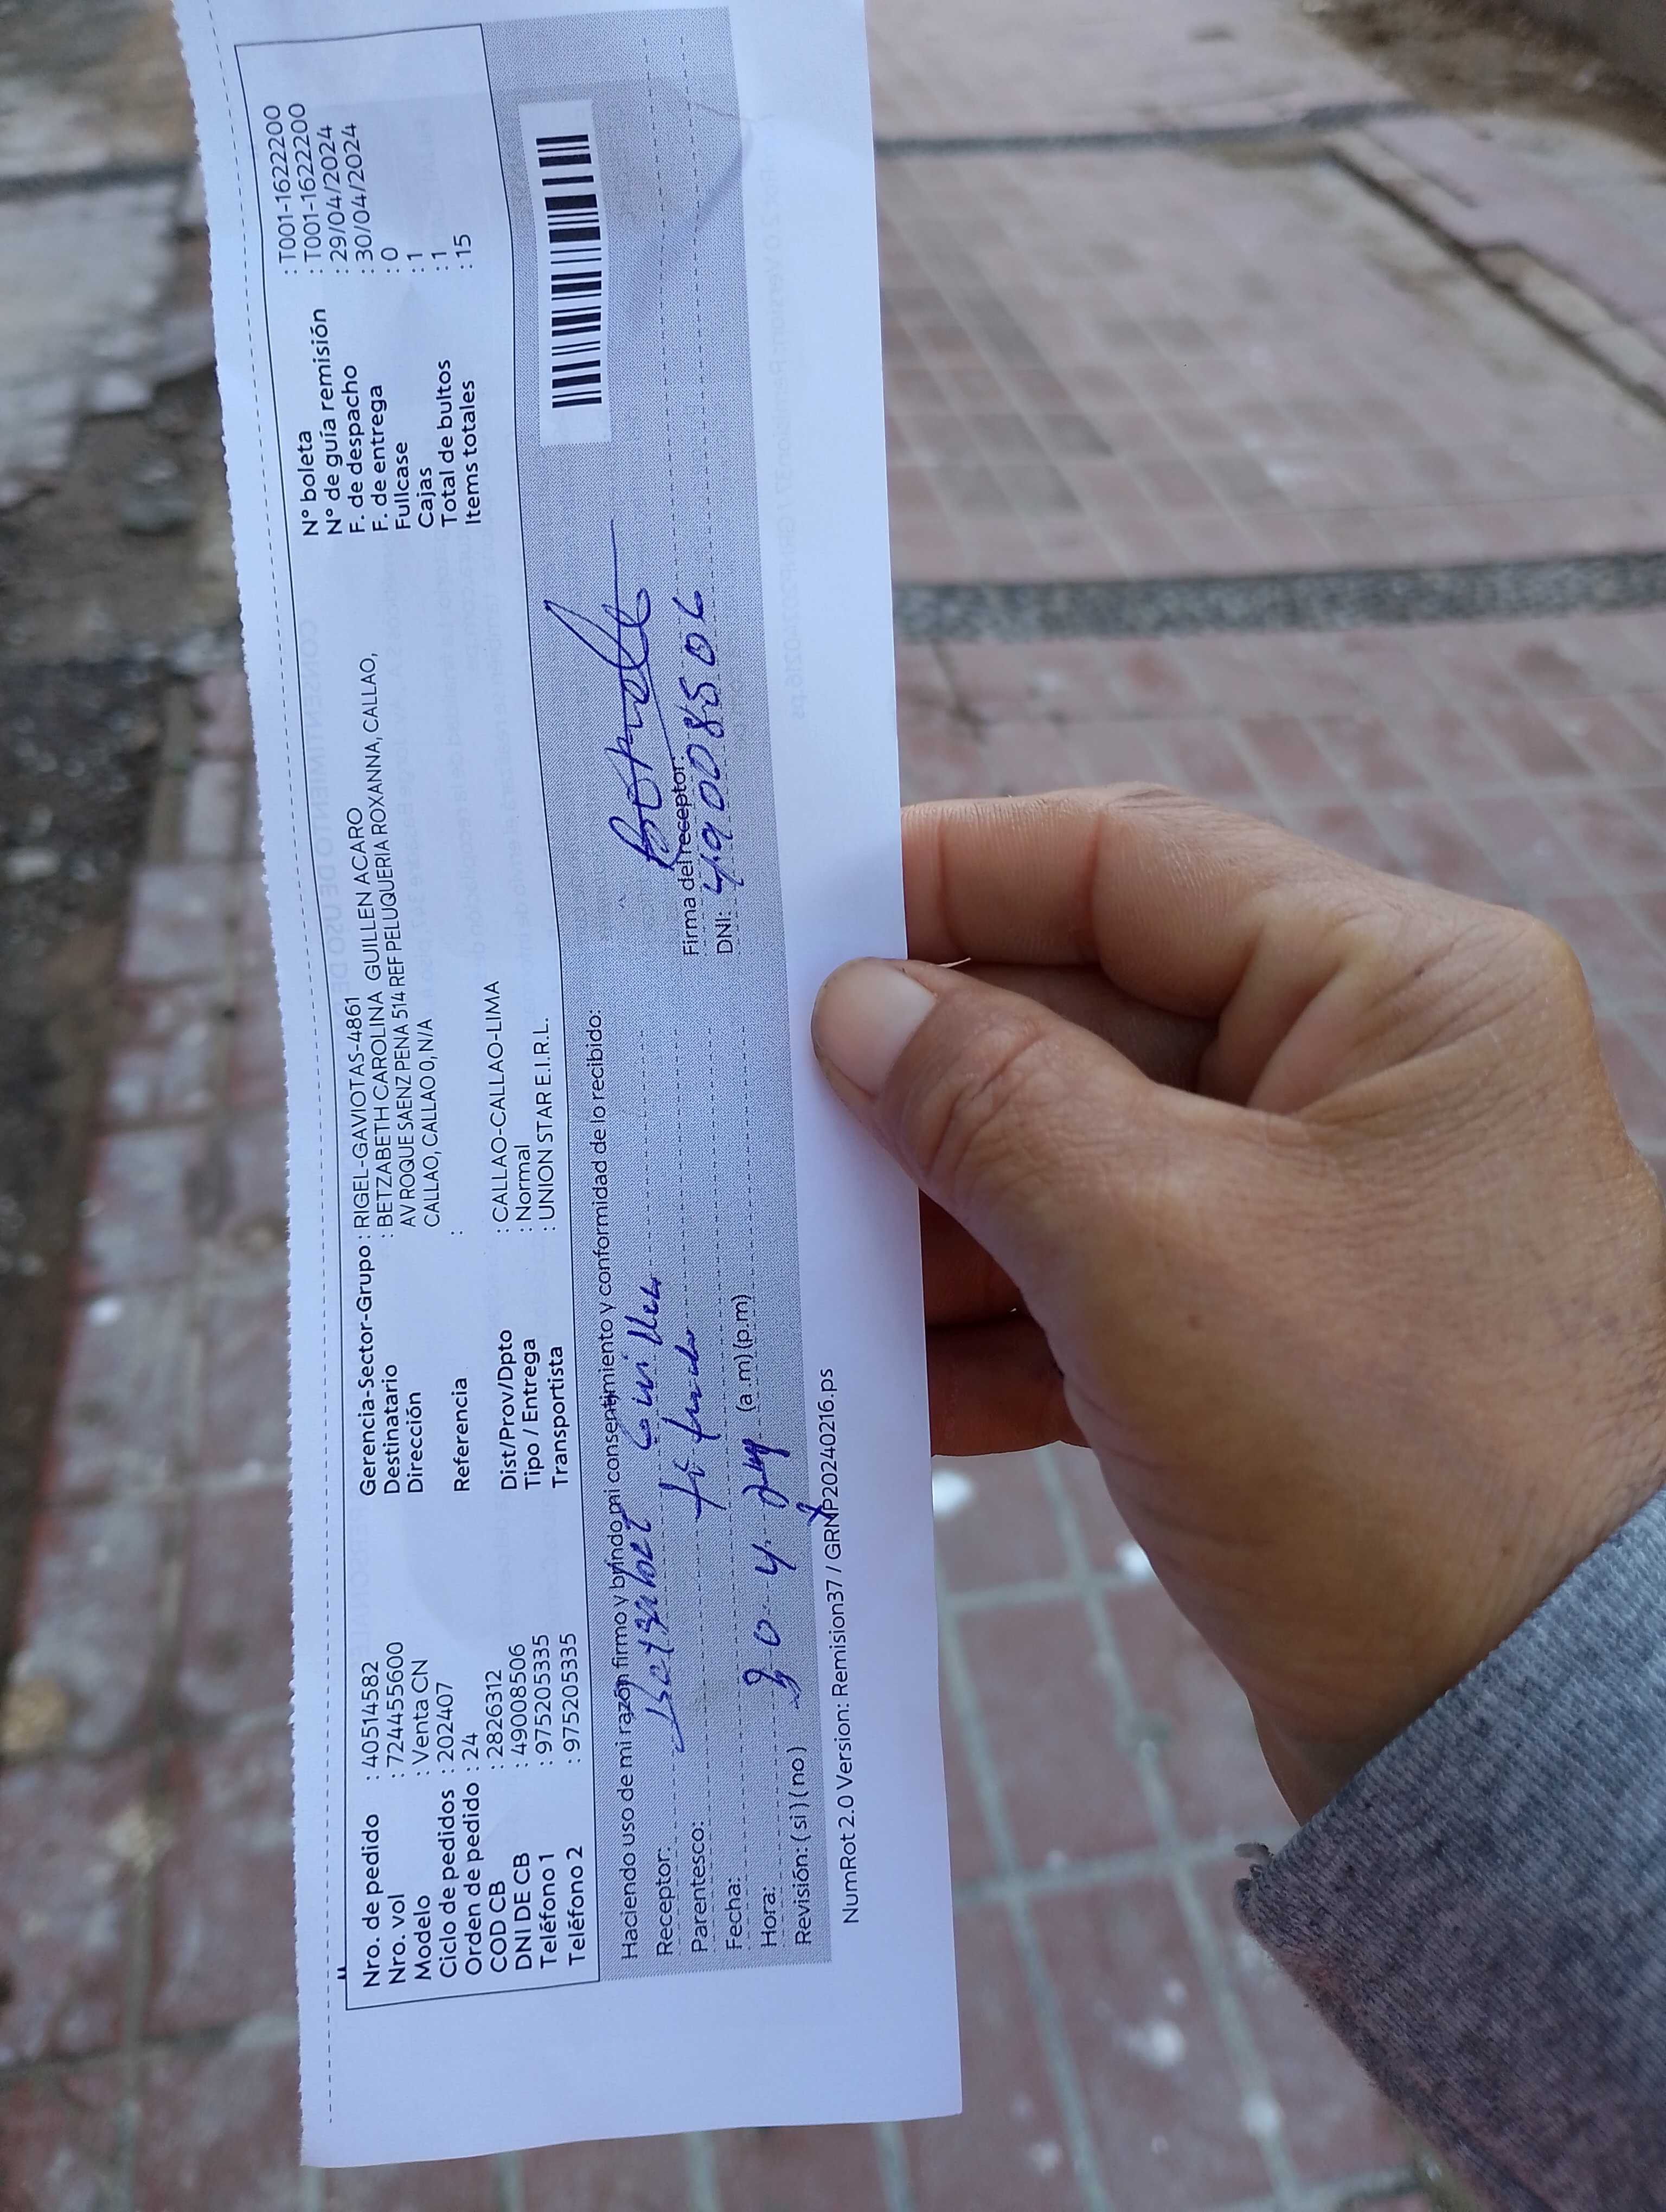 Nro. de pedido : 40514582
Nro. vol : 724455600
Modelo : Venta CN
Ciclo de pedidos : 202407
Orden de pedido : 24
COD CB : 2826312
DNI DE CB : 49008506
Teléfono 1 : 975205335
Teléfono 2 : 975205335
Gerencia-Sector-Grupo : RIGEL-GAVIOTAS-4861
Destinatario : BETZABETH CAROLINA GUILLEN ACARO
Dirección : AV ROQUE SAENZ PENA 514 REF PELUQUERIA ROXANNA, CALLAO,
CALLAO, CALLAO 0, N/A
Referencia :
Dist/Prov/Dpto : CALLAO-CALLAO-LIMA
Tipo / Entrega : Normal
Transportista : UNION STAR E.I.R.L.
N° boleta : T001-1622200
N° de guía remisión : T001-1622200
F. de despacho : 29/04/2024
F. de entrega : 30/04/2024
Fullcase : 0
Cajas : 1
Total de bultos : 1
Items totales : 15
Haciendo uso de mi razón firmo y brindo mi consentimiento y conformidad de lo recibido:
Receptor: Betzabet Guillen
Parentesco:
Fecha: 30 4
Hora: (a.m) (p.m)
Revisión: ( si ) ( no )
Firma del receptor:
DNI: 49008506
NumRot 2.0 Version: Remision37 / GRNP20240216.ps